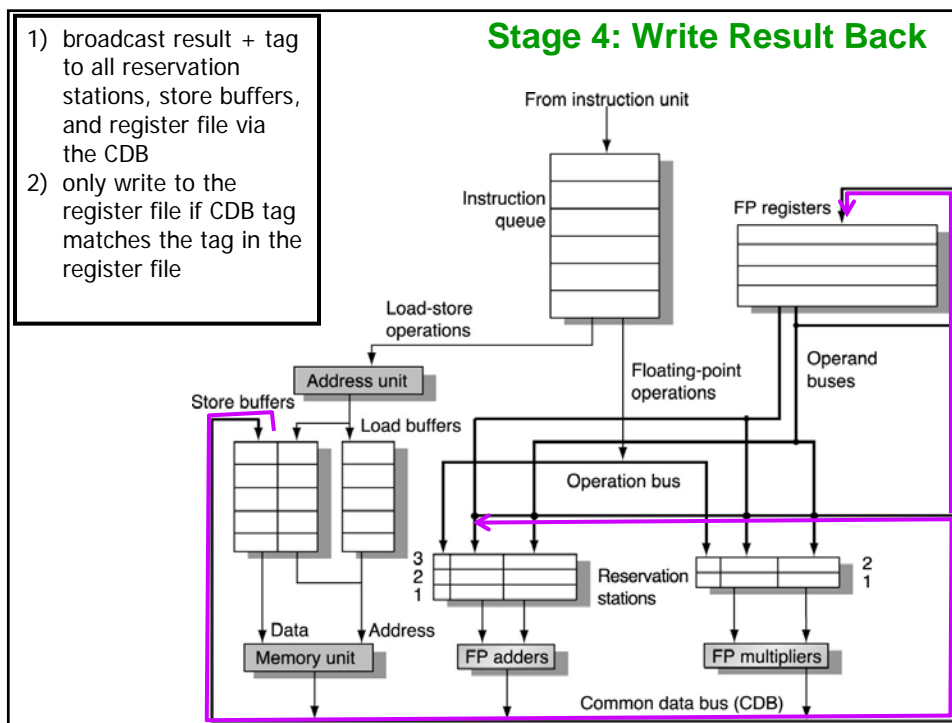 Stage 4: Write Result Back
1) broadcast result + tag
to all reservation
stations, store buffers,
and register file via
the CDB
2) only write to the
register file if CDB tag
matches the tag in the
register file
From instruction unit
Instruction
queue
FP registers
Load-store
operations
Address unit
Floating-point
operations
Operand
buses
Store buffers
Load buffers
Operation bus
3
2
1
Reservation
stations
2
1
Data
Address
Memory unit
FP adders
FP multipliers
Common data bus (CDB)